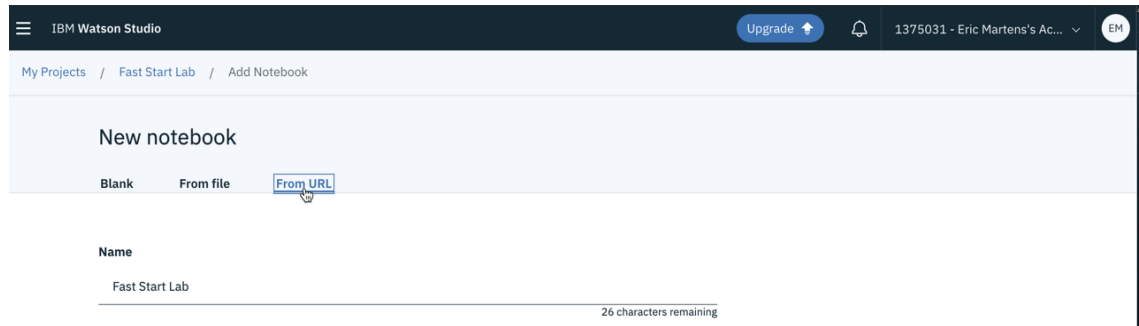 IBM Watson Studio Upgrade 1375031 - Eric Martens's Ac... EM
My Projects / Fast Start Lab / Add Notebook
New notebook
Blank From file From URL
Name
Fast Start Lab
26 characters remaining